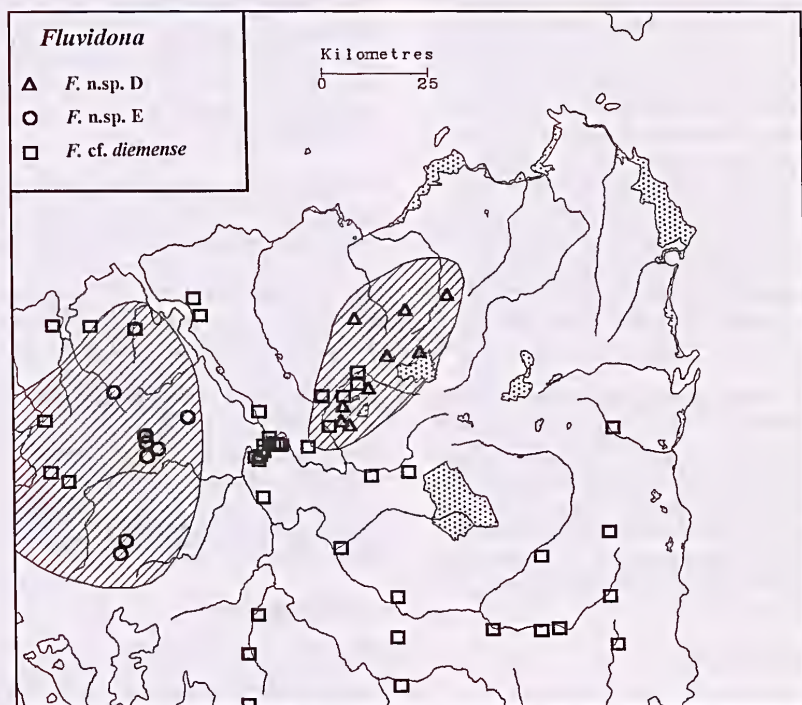 Fluvidona
F. n.sp. D
F. n.sp. E
F. cf. diemense
Kilometres
0 25